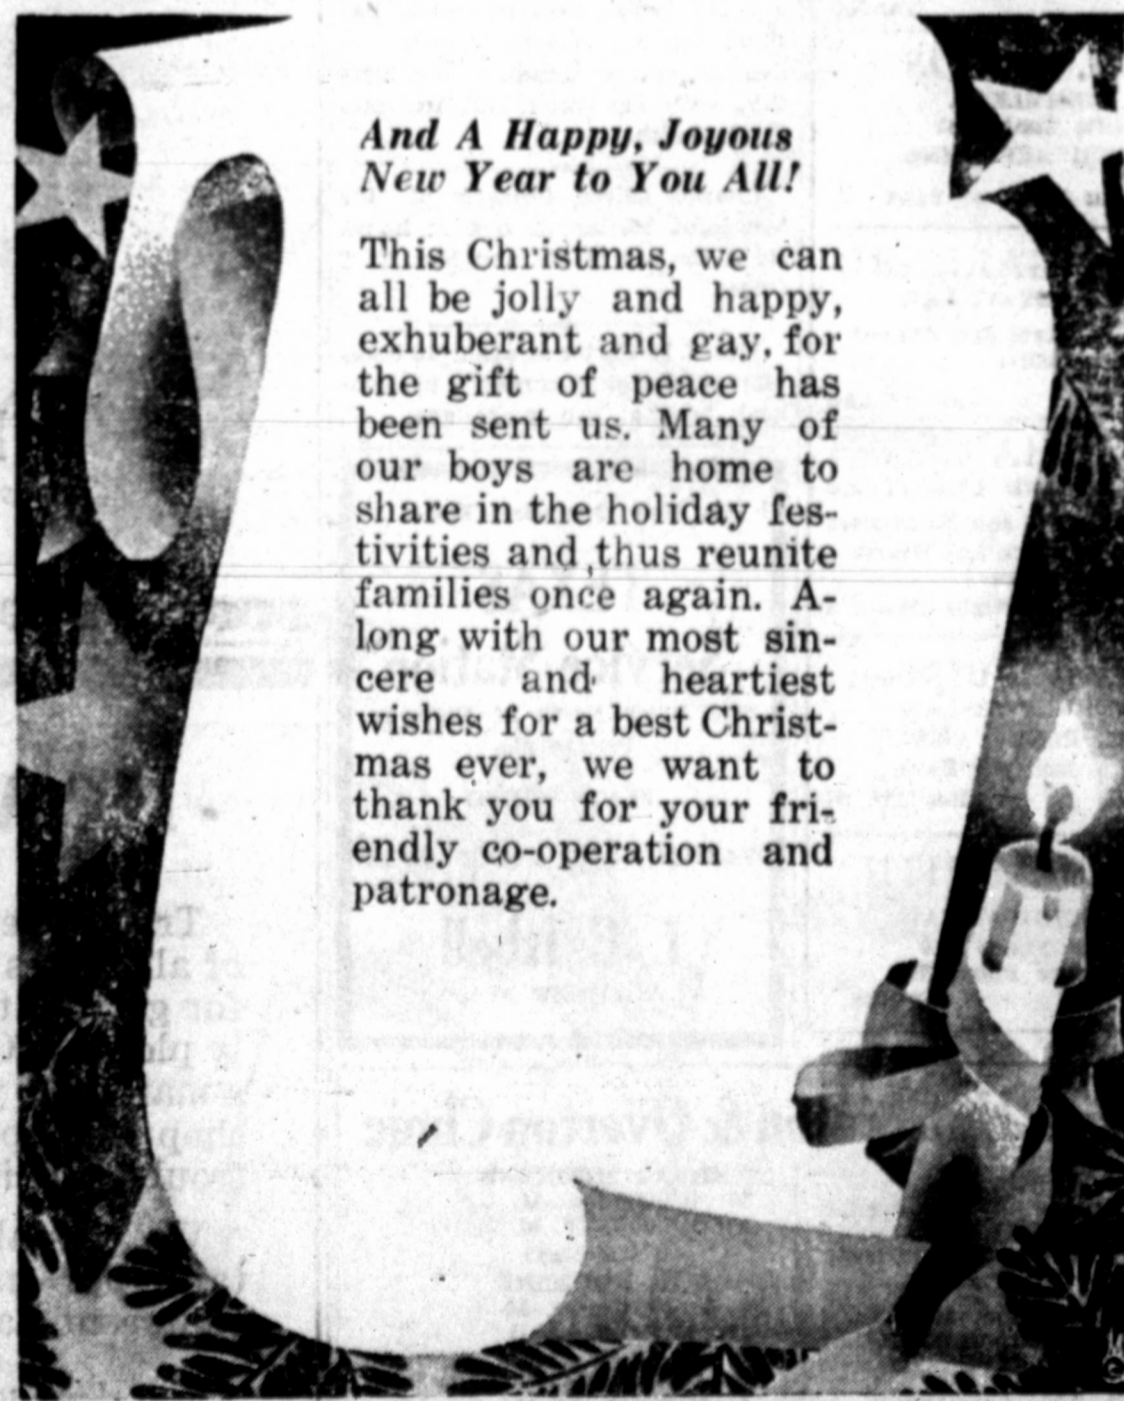 And A Happy, Joyous
New Year to You All!
This Christmas, we can
all be jolly and happy,
exhuberant and gay, for
the gift of peace has
been sent us. Many of
our boys are home to
share in the holiday fes-
tivities and thus reunite
families once again. A-
long with our most sin-
cere and heartiest
wishes for a best Christ-
mas ever, we want to
thank you for your fri-
endly co-operation and
patronage.